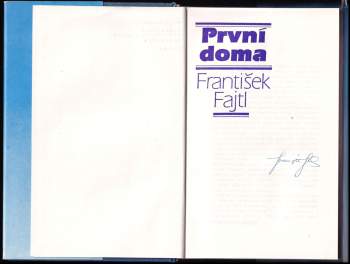 První
doma
František
Fajtl